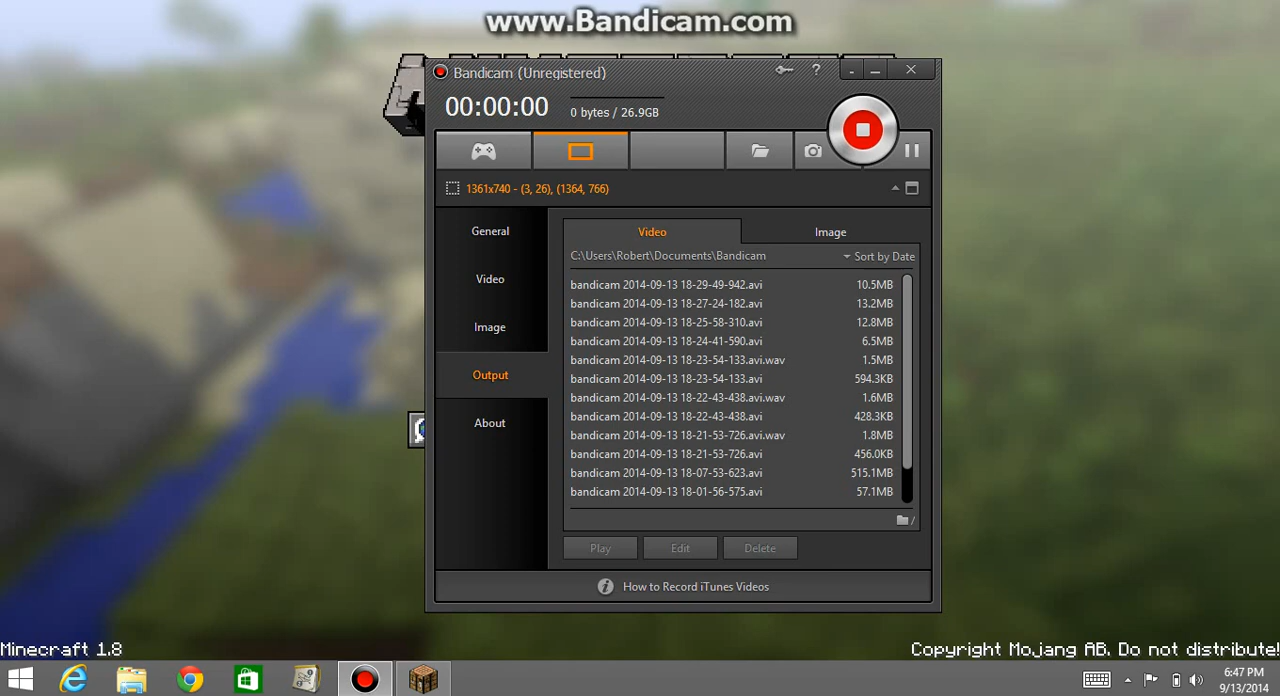 www.Bandicam.com
Bandicam (Unregistered)
?
00:00:00
0 bytes / 26.9GB
1361x740 - (3, 26), (1364, 766)
General
Video
Image
Output
About
Video
Image
C:\Users\Robert\Documents\Bandicam
Sort by Date
bandicam 2014-09-13 18-29-49-942.avi 10.5MB
bandicam 2014-09-13 18-27-24-182.avi 13.2MB
bandicam 2014-09-13 18-25-58-310.avi 12.8MB
bandicam 2014-09-13 18-24-41-590.avi 6.5MB
bandicam 2014-09-13 18-23-54-133.avi.wav 1.5MB
bandicam 2014-09-13 18-23-54-133.avi 594.3KB
bandicam 2014-09-13 18-22-43-438.avi.wav 1.6MB
bandicam 2014-09-13 18-22-43-438.avi 428.3KB
bandicam 2014-09-13 18-21-53-726.avi.wav 1.8MB
bandicam 2014-09-13 18-21-53-726.avi 456.0KB
bandicam 2014-09-13 18-07-53-623.avi 515.1MB
bandicam 2014-09-13 18-01-56-575.avi 57.1MB
/
Play
Edit
Delete
How to Record iTunes Videos
Minecraft 1.8
Copyright Mojang AB. Do not distribute!
6:47 PM
9/13/2014